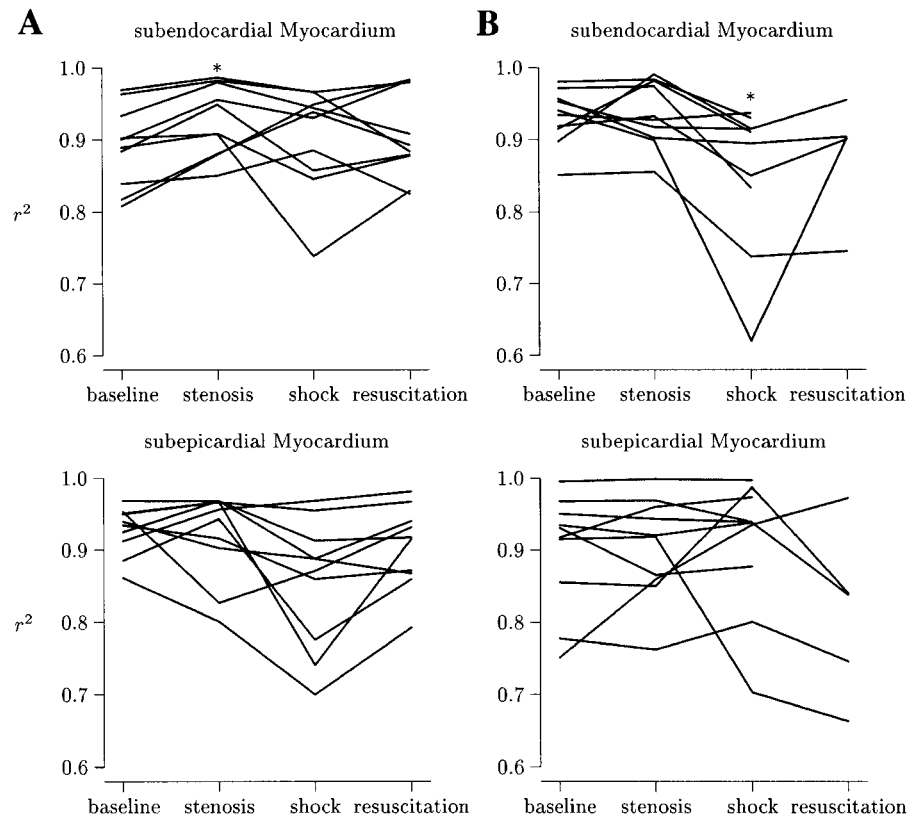 A
subendocardial Myocardium
*
1.0
0.9
0.8
0.7
0.6
r²
baseline stenosis shock resuscitation
B
subendocardial Myocardium
*
1.0
0.9
0.8
0.7
0.6
baseline stenosis shock resuscitation
subepicardial Myocardium
1.0
0.9
0.8
0.7
0.6
r²
baseline stenosis shock resuscitation
subepicardial Myocardium
1.0
0.9
0.8
0.7
0.6
baseline stenosis shock resuscitation